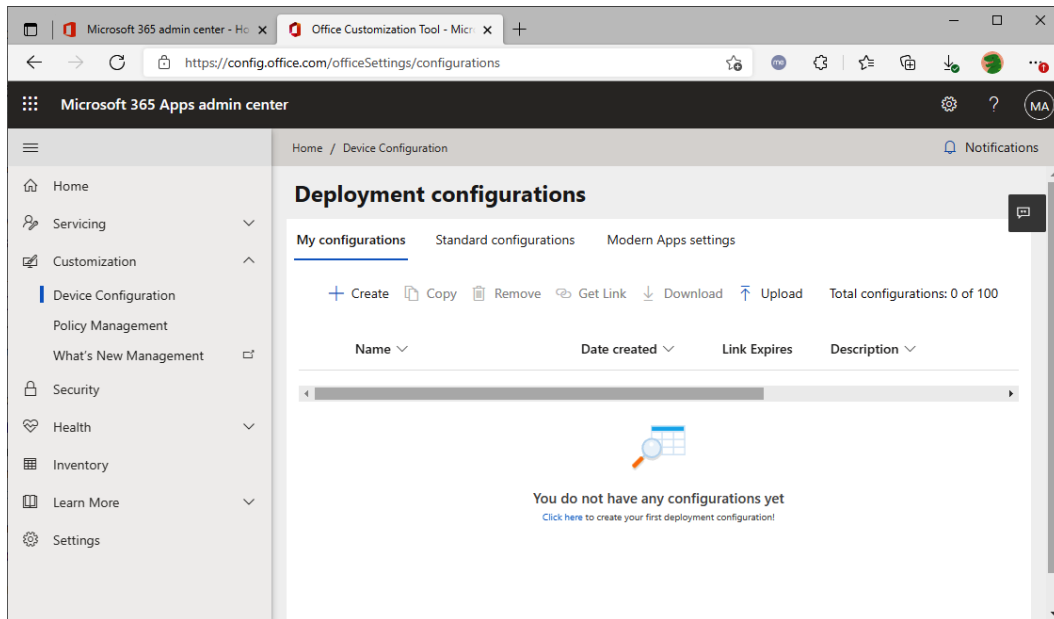 Microsoft 365 admin center - Ho
Office Customization Tool - Micr
https://config.office.com/officeSettings/configurations
Microsoft 365 Apps admin center
MA
Home / Device Configuration
Notifications
Home
Servicing
Customization
Device Configuration
Policy Management
What's New Management
Security
Health
Inventory
Learn More
Settings
Deployment configurations
My configurations Standard configurations Modern Apps settings
Create Copy Remove Get Link Download Upload Total configurations: 0 of 100
Name Date created Link Expires Description
You do not have any configurations yet
Click here to create your first deployment configuration!